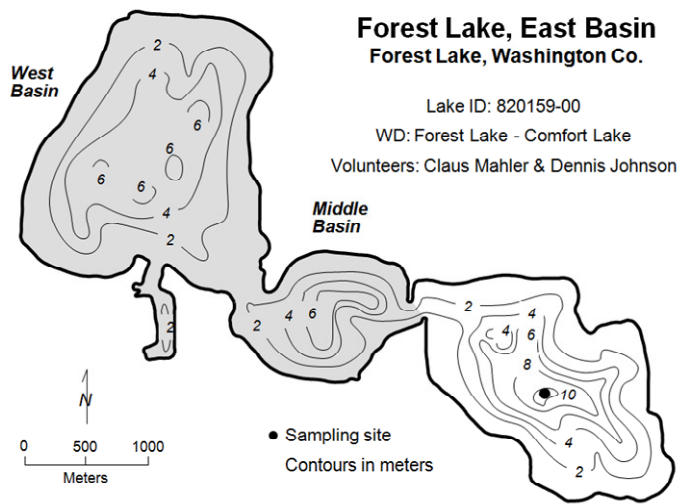 Forest Lake, East Basin
Forest Lake, Washington Co.
Lake ID: 820159-00
WD: Forest Lake - Comfort Lake
Volunteers: Claus Mahler & Dennis Johnson
West
Basin
2
4
6
6
6
6
4
2
2
Middle
Basin
2
4
6
2
4
4
6
8
10
4
2
N
0 500 1000
Meters
Sampling site
Contours in meters